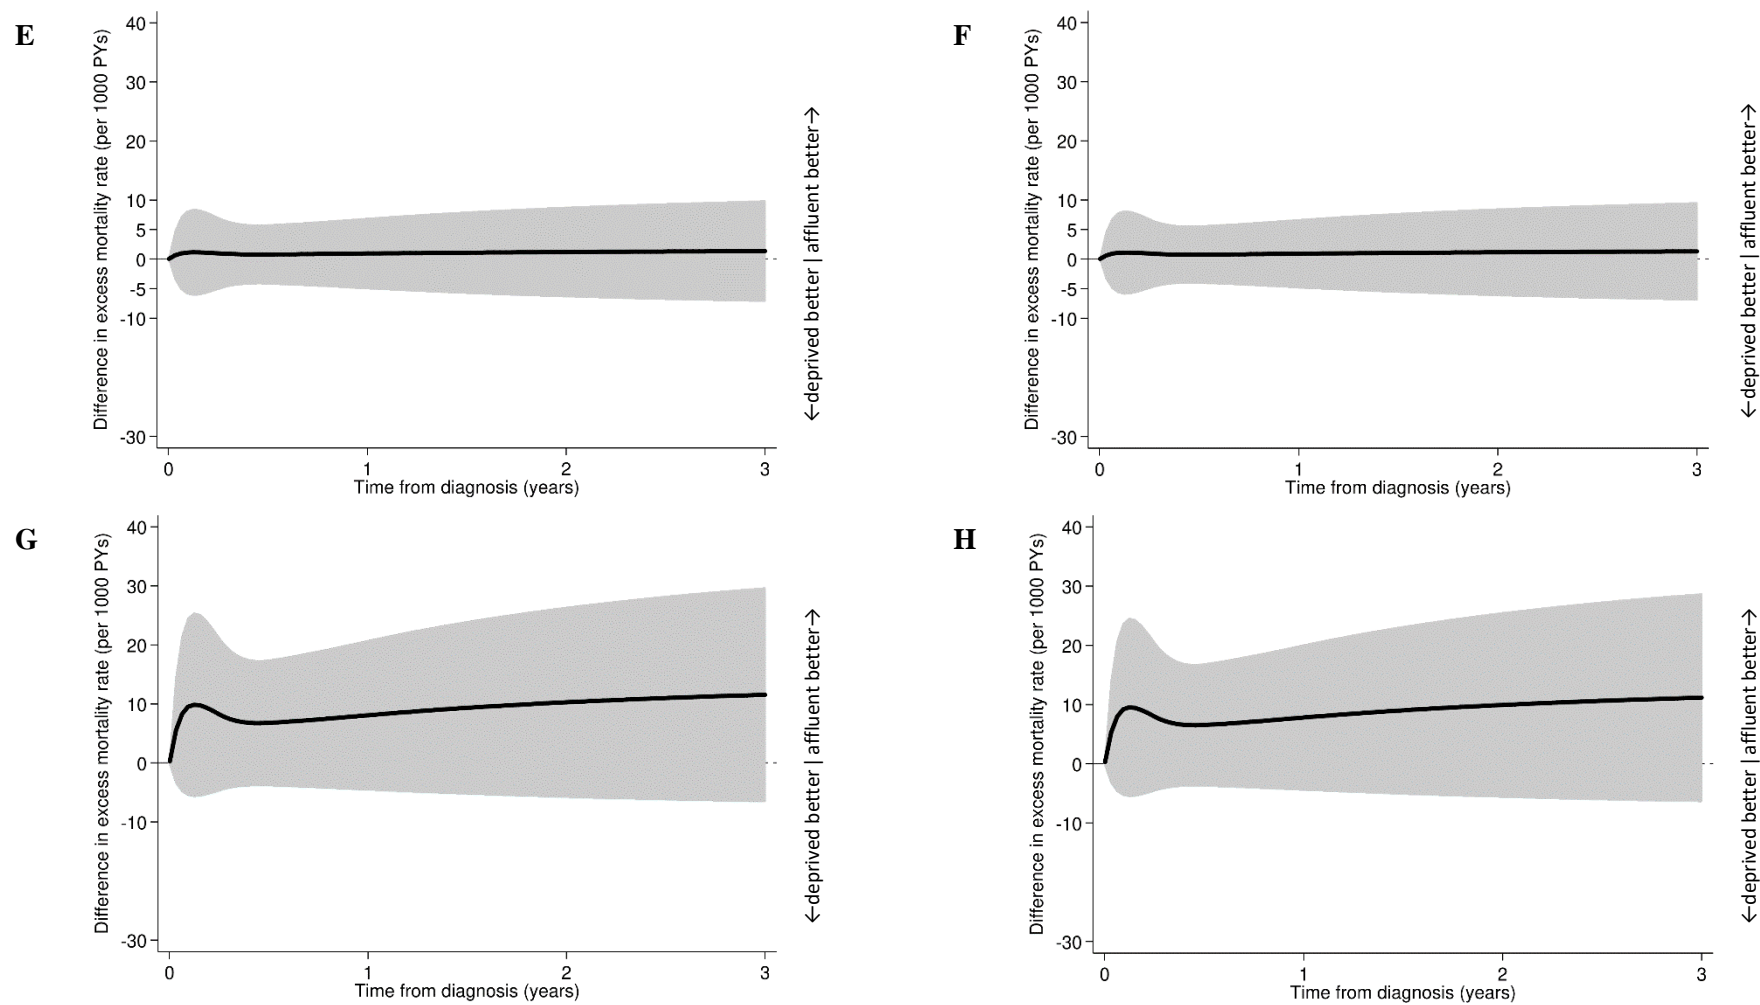 E
Difference in excess mortality rate (per 1000 PYs)
40
30
20
10
5
0
-5
-10
-30
0 1 2 3
Time from diagnosis (years)
←deprived better | affluent better→
F
Difference in excess mortality rate (per 1000 PYs)
40
30
20
10
5
0
-5
-10
-30
0 1 2 3
Time from diagnosis (years)
←deprived better | affluent better→
G
Difference in excess mortality rate (per 1000 PYs)
40
30
20
10
0
-10
-30
0 1 2 3
Time from diagnosis (years)
←deprived better | affluent better→
H
Difference in excess mortality rate (per 1000 PYs)
40
30
20
10
0
-10
-30
0 1 2 3
Time from diagnosis (years)
←deprived better | affluent better→